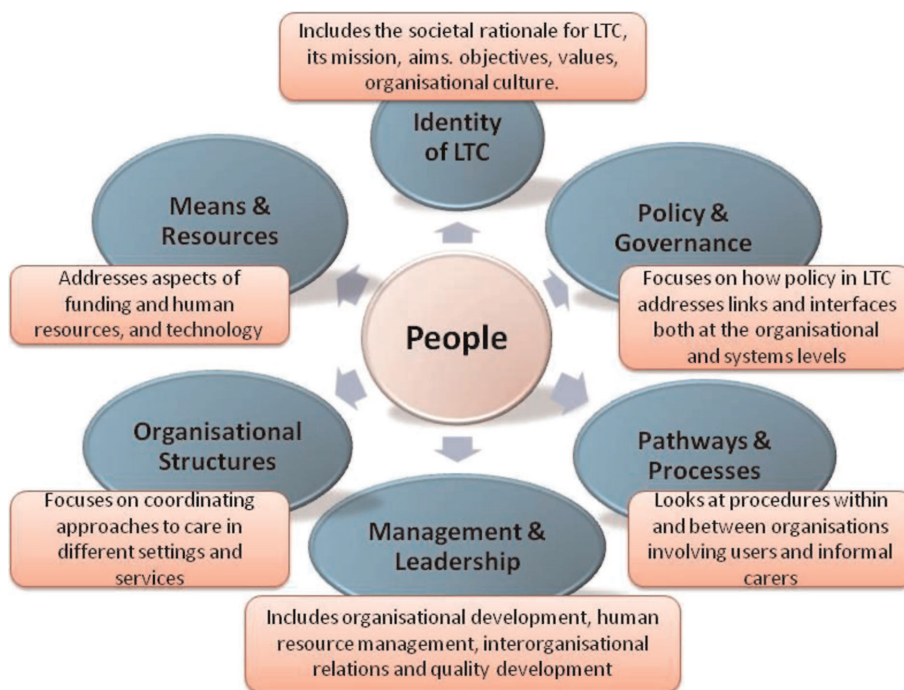 Includes the societal rationale for LTC,
its mission, aims. objectives, values,
organisational culture.
Identity
of LTC
Means &
Resources
Addresses aspects of
funding and human
resources, and technology
Policy &
Governance
Focuses on how policy in LTC
addresses links and interfaces
both at the organisational
and systems levels
People
Organisational
Structures
Focuses on coordinating
approaches to care in
different settings and
services
Pathways &
Processes
Looks at procedures within
and between organisations
involving users and informal
carers
Management &
Leadership
Includes organisational development, human
resource management, interorganisational
relations and quality development